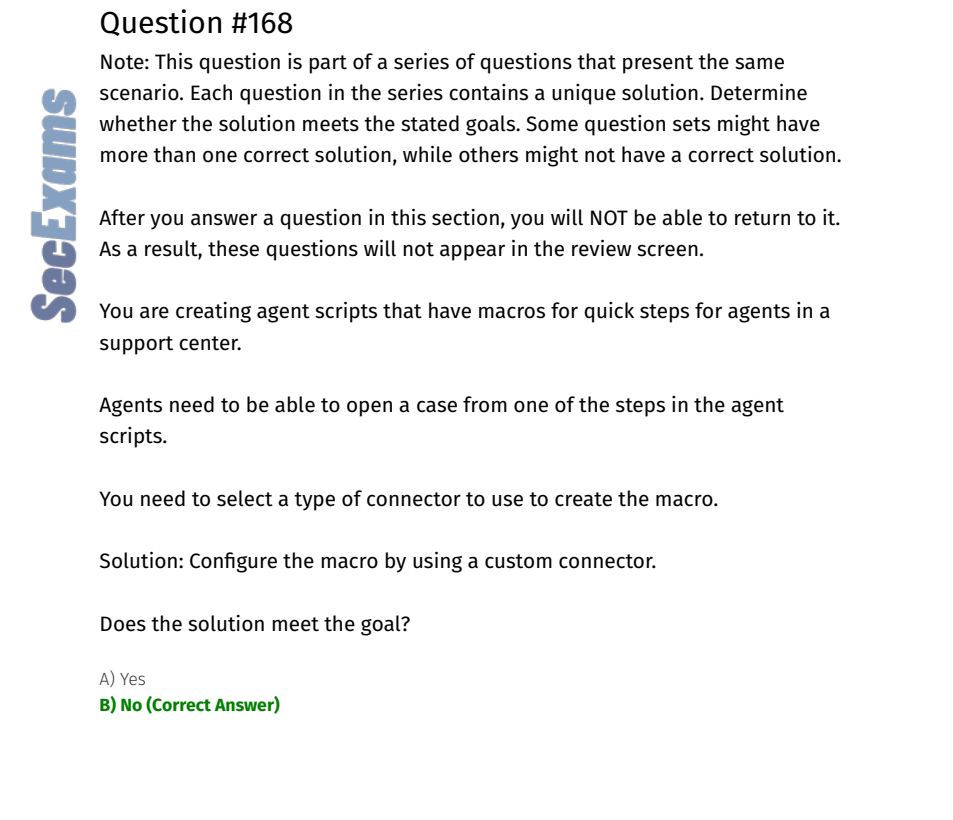 Question #168
Note: This question is part of a series of questions that present the same
scenario. Each question in the series contains a unique solution. Determine
whether the solution meets the stated goals. Some question sets might have
more than one correct solution, while others might not have a correct solution.
After you answer a question in this section, you will NOT be able to return to it.
As a result, these questions will not appear in the review screen.
You are creating agent scripts that have macros for quick steps for agents in a
support center.
Agents need to be able to open a case from one of the steps in the agent
scripts.
You need to select a type of connector to use to create the macro.
Solution: Configure the macro by using a custom connector.
Does the solution meet the goal?
A) Yes
B) No (Correct Answer)
SecExams